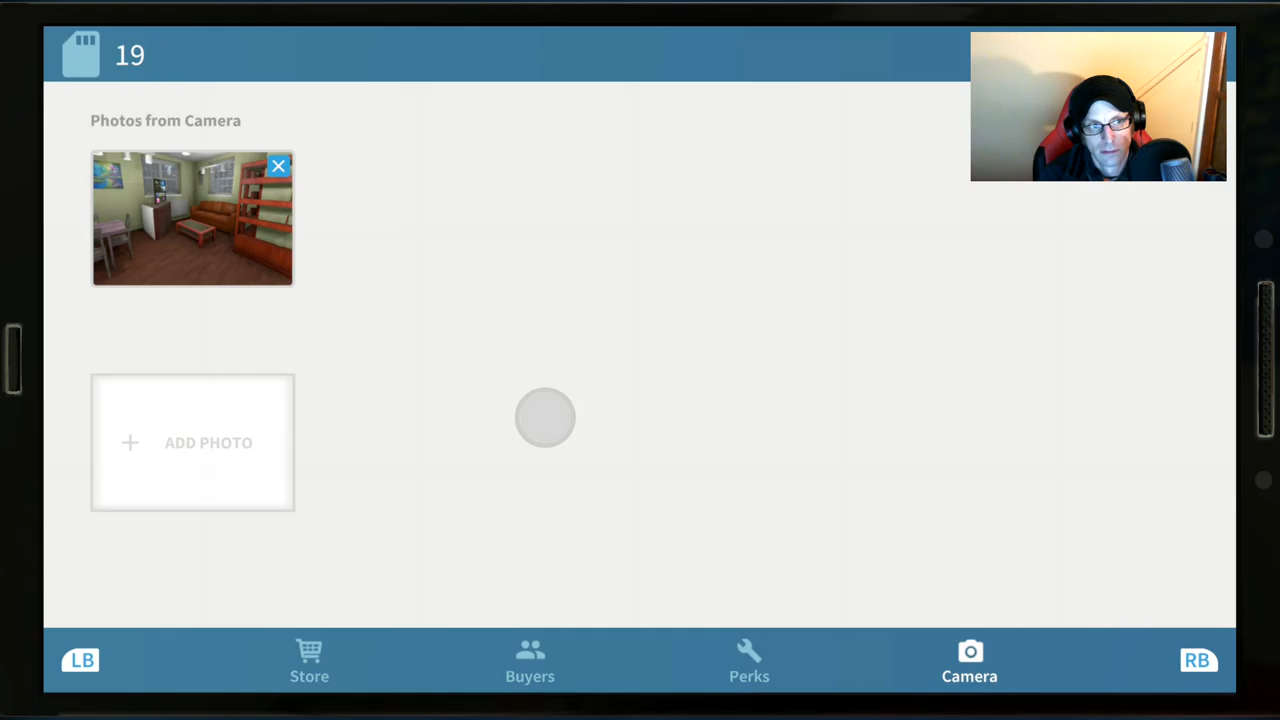 19
Photos from Camera
+ ADD PHOTO
LB
Store
Buyers
Perks
Camera
RB